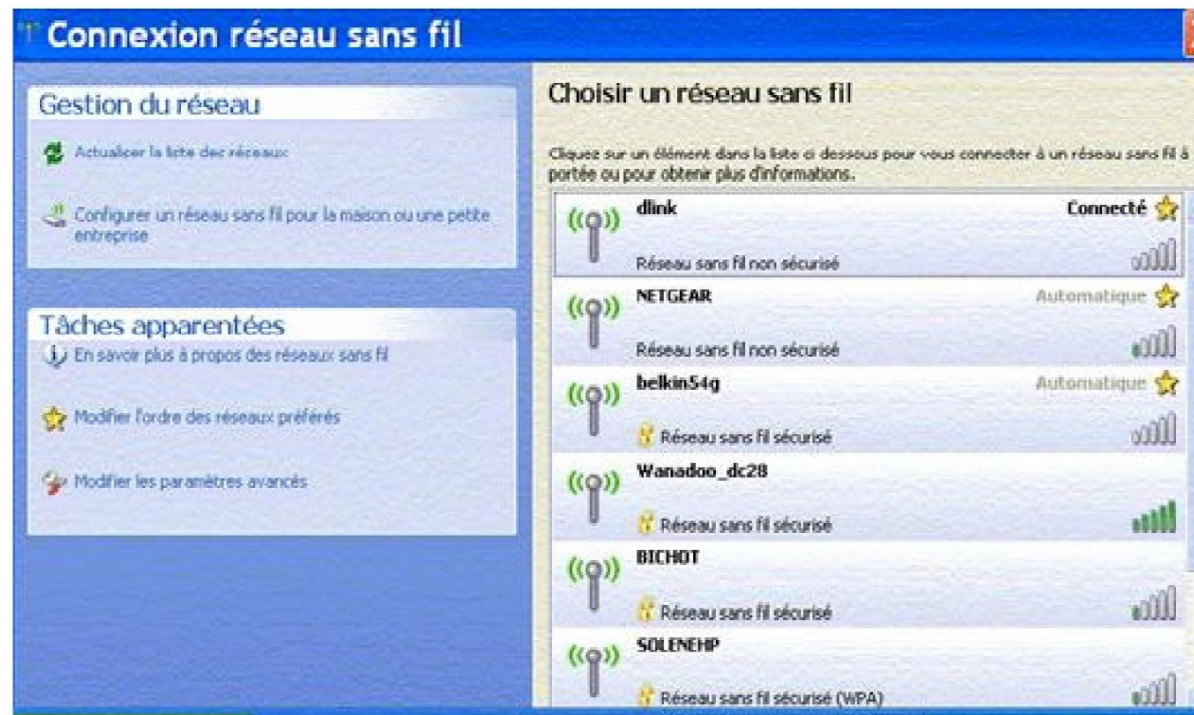 Connexion réseau sans fil
Gestion du réseau
Actualiser la liste des réseaux
Configurer un réseau sans fil pour la maison ou une petite
entreprise
Tâches apparentées
En savoir plus à propos des réseaux sans fil
Modifier l'ordre des réseaux préférés
Modifier les paramètres avancés
Choisir un réseau sans fil
Cliquez sur un élément dans la liste ci dessous pour vous connecter à un réseau sans fil à
portée ou pour obtenir plus d'informations.
dlink Connecté
Réseau sans fil non sécurisé
NETGEAR Automatique
Réseau sans fil non sécurisé
belkin54g Automatique
Réseau sans fil sécurisé
Wanadoo_dc28
Réseau sans fil sécurisé
BICHOT
Réseau sans fil sécurisé
SOLENEHP
Réseau sans fil sécurisé (WPA)